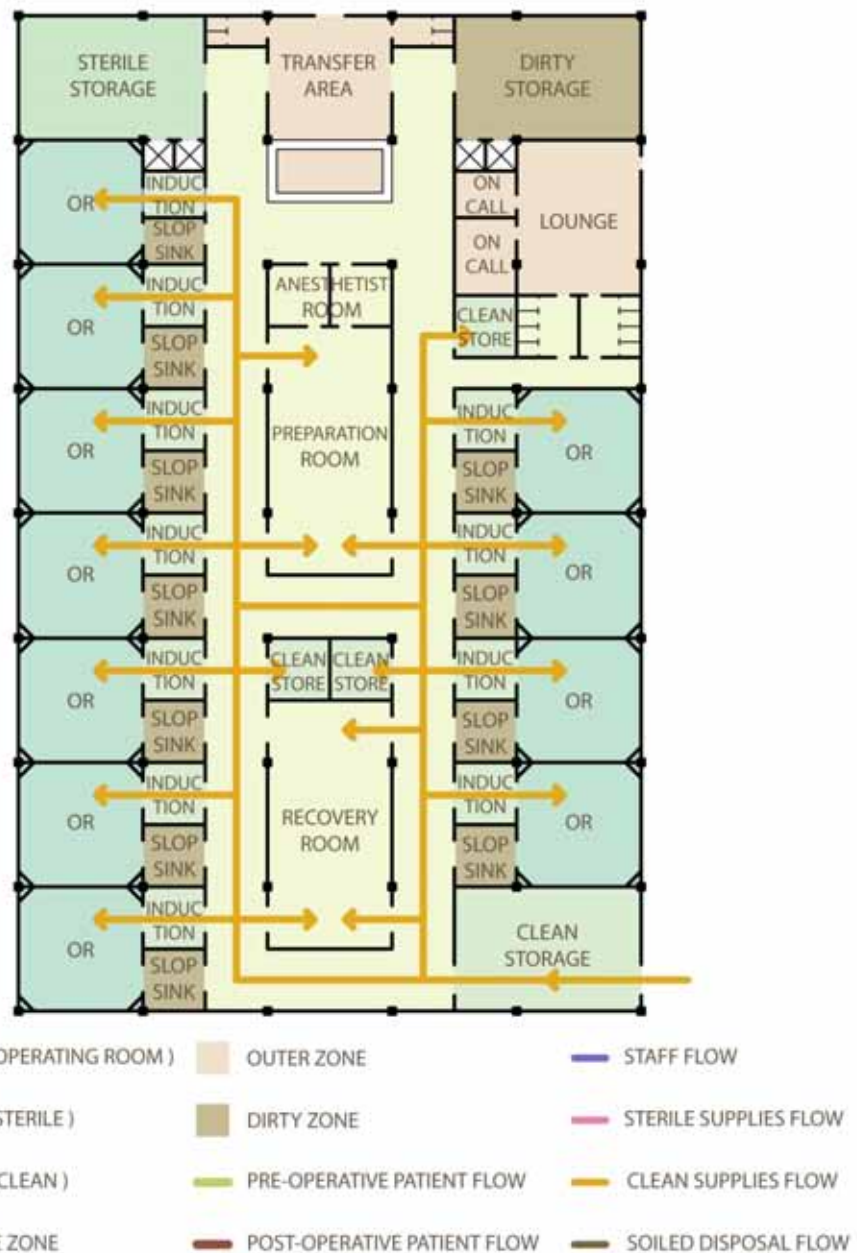 STERILE
STORAGE
TRANSFER
AREA
DIRTY
STORAGE
OR
INDUC
TION
SLOP
SINK
ON
CALL
LOUNGE
ON
CALL
OR
INDUC
TION
SLOP
SINK
ANESTHETIST
ROOM
CLEAN
STORE
OR
INDUC
TION
SLOP
SINK
PREPARATION
ROOM
INDUC
TION
SLOP
SINK
OR
OR
INDUC
TION
SLOP
SINK
INDUC
TION
SLOP
SINK
OR
OR
INDUC
TION
SLOP
SINK
CLEAN
STORE
CLEAN
STORE
INDUC
TION
SLOP
SINK
OR
OR
INDUC
TION
SLOP
SINK
RECOVERY
ROOM
INDUC
TION
SLOP
SINK
OR
OR
INDUC
TION
SLOP
SINK
CLEAN
STORAGE
OPERATING ROOM )
OUTER ZONE
STAFF FLOW
STERILE )
DIRTY ZONE
STERILE SUPPLIES FLOW
CLEAN )
PRE-OPERATIVE PATIENT FLOW
CLEAN SUPPLIES FLOW
ZONE
POST-OPERATIVE PATIENT FLOW
SOILED DISPOSAL FLOW